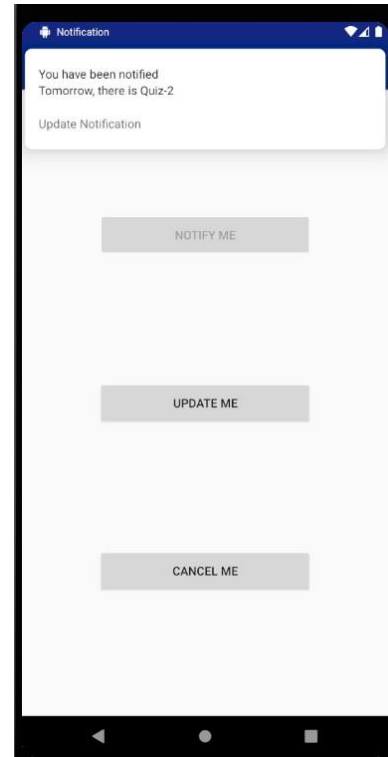 Notification
You have been notified
Tomorrow, there is Quiz-2
Update Notification
NOTIFY ME
UPDATE ME
CANCEL ME